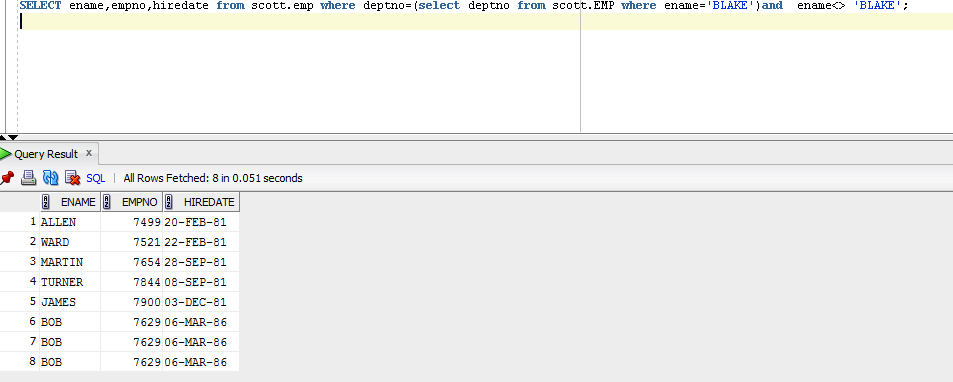 SELECT ename,empno,hiredate from scott.emp where deptno=(select deptno from scott.EMP where ename='BLAKE')and  ename<> 'BLAKE';
Query Result x
SQL | All Rows Fetched: 8 in 0.051 seconds
ENAME EMPNO HIREDATE
1 ALLEN 7499 20-FEB-81
2 WARD 7521 22-FEB-81
3 MARTIN 7654 28-SEP-81
4 TURNER 7844 08-SEP-81
5 JAMES 7900 03-DEC-81
6 BOB 7629 06-MAR-86
7 BOB 7629 06-MAR-86
8 BOB 7629 06-MAR-86